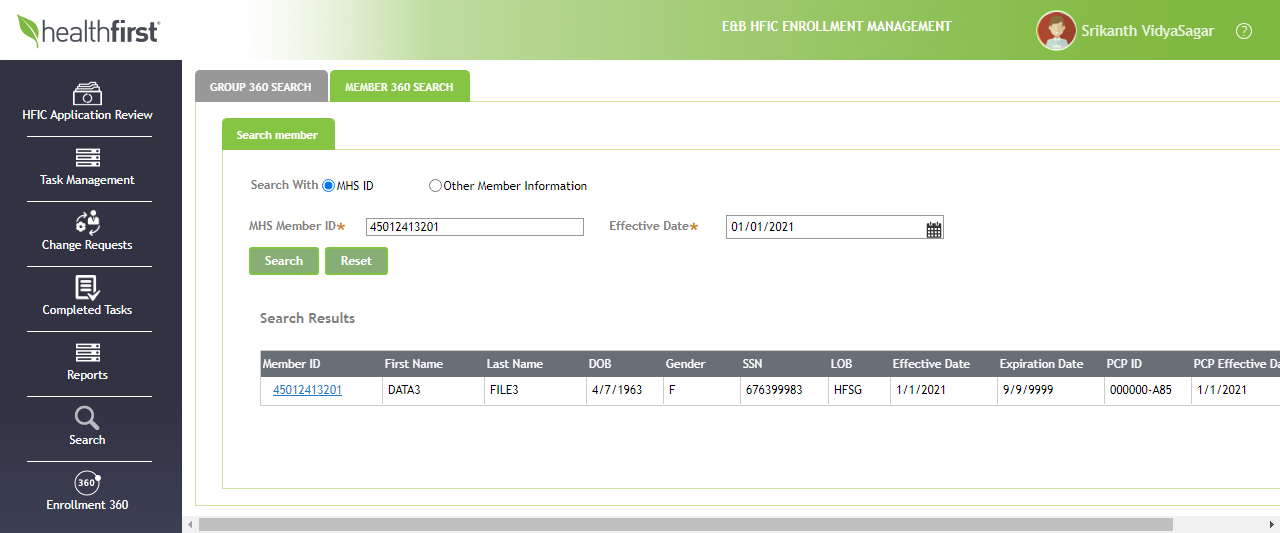 healthfirst
E&B HFIC ENROLLMENT MANAGEMENT
Srikanth VidyaSagar
?
HFIC Application Review
Task Management
Change Requests
Completed Tasks
Reports
Search
360
Enrollment 360
GROUP 360 SEARCH MEMBER 360 SEARCH
Search member
Search With MHS ID Other Member Information
MHS Member ID* 45012413201 Effective Date* 01/01/2021
Search Reset
Search Results
Member ID First Name Last Name DOB Gender SSN LOB Effective Date Expiration Date PCP ID PCP Effective Da
45012413201 DATA3 FILE3 4/7/1963 F 676399983 HFSG 1/1/2021 9/9/9999 000000-A85 1/1/2021